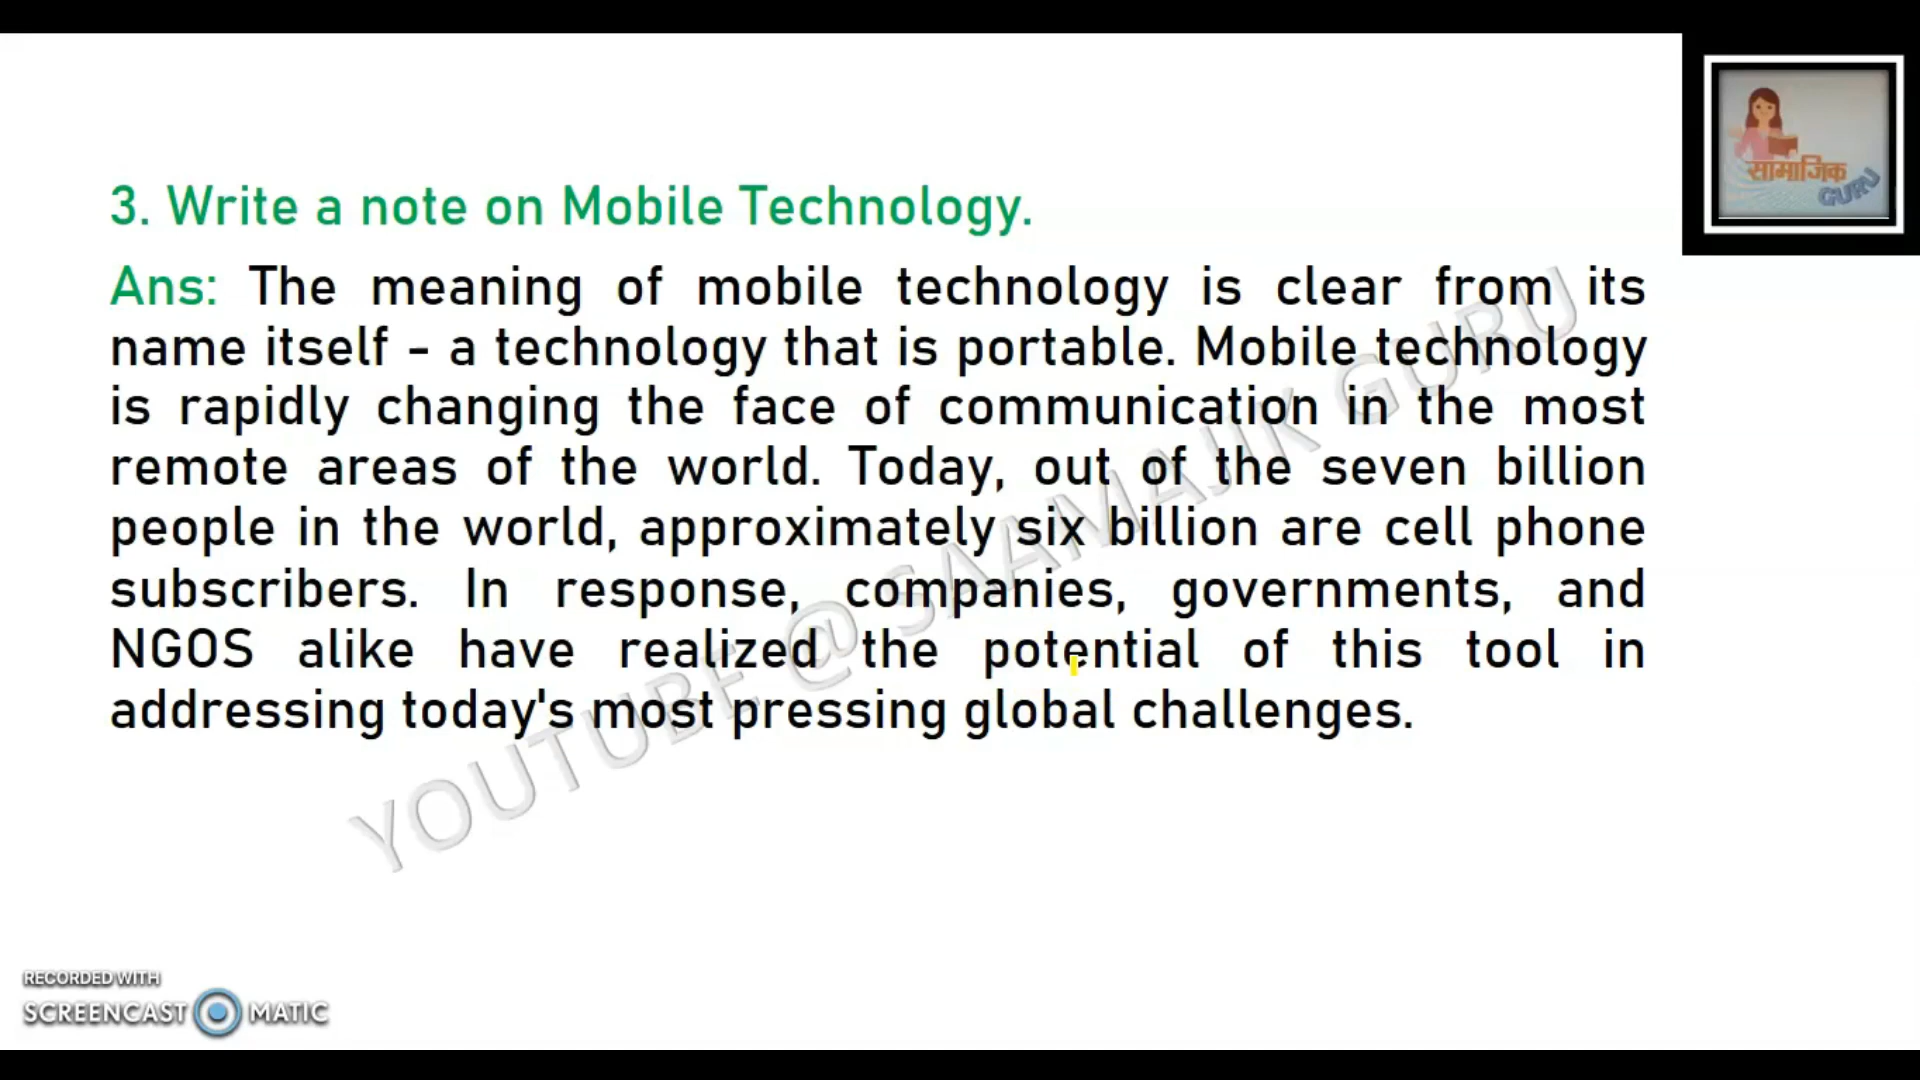 3. Write a note on Mobile Technology.
Ans: The meaning of mobile technology is clear from its
name itself - a technology that is portable. Mobile technology
is rapidly changing the face of communication in the most
remote areas of the world. Today, out of the seven billion
people in the world, approximately six billion are cell phone
subscribers. In response, companies, governments, and
NGOS alike have realized the potential of this tool in
addressing today's most pressing global challenges.
YOUTUBE @ SAAMAJIK GURU
सामाजिक
GURU
RECORDED WITH
SCREENCAST MATIC